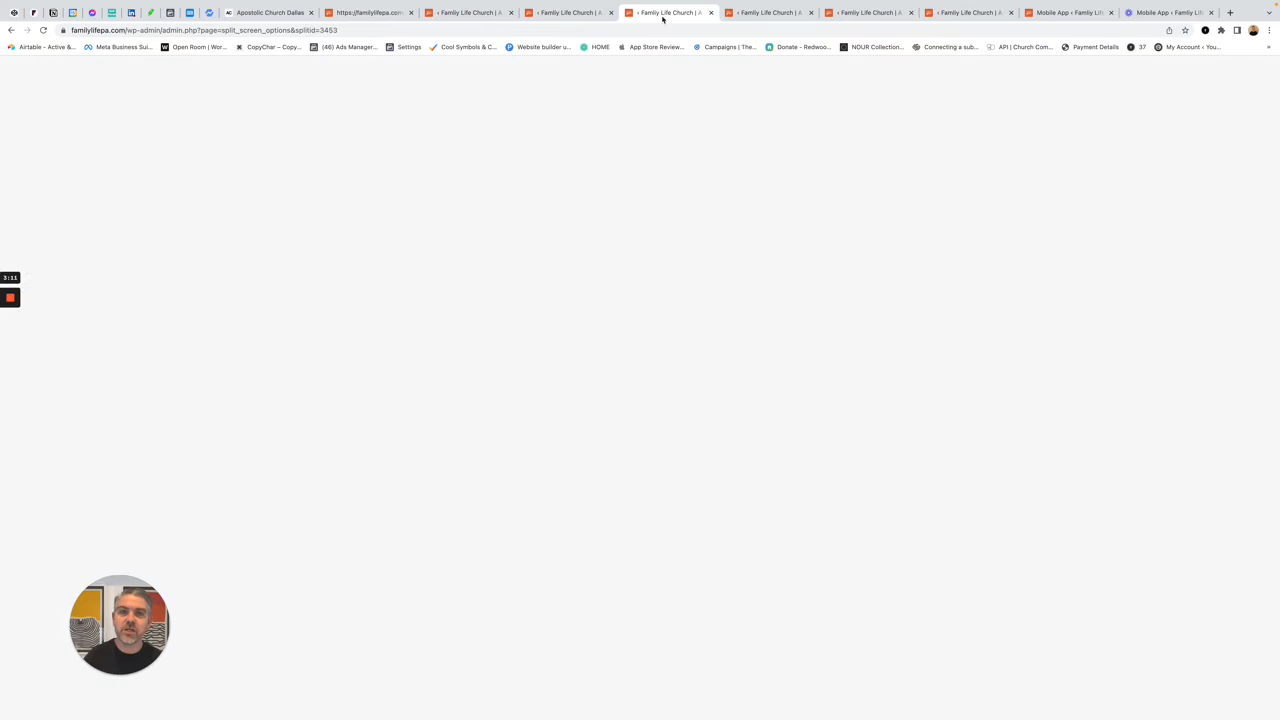 Apostolic Church Dallas
https://familylifepa.com
‹ Family Life Church | A
‹ Family Life Church | A
‹ Family Life Church | A
‹ Family Life Church | A
‹ Family Life Church | A
‹ Family Life Church | A
Mobile App ‹ Family Lif
Mobile App ‹ Family Lif
familylifepa.com/wp-admin/admin.php?page=split_screen_options&splitid=3453
Airtable - Active &...
Meta Business Sui...
Open Room | Wor...
CopyChar – Copy...
(46) Ads Manager...
Settings
Cool Symbols & C...
Website builder u...
HOME
App Store Review...
Campaigns | The...
Donate - Redwoo...
NOUR Collection...
Connecting a sub...
API | Church Com...
Payment Details
37
My Account ‹ You...
»
3:11